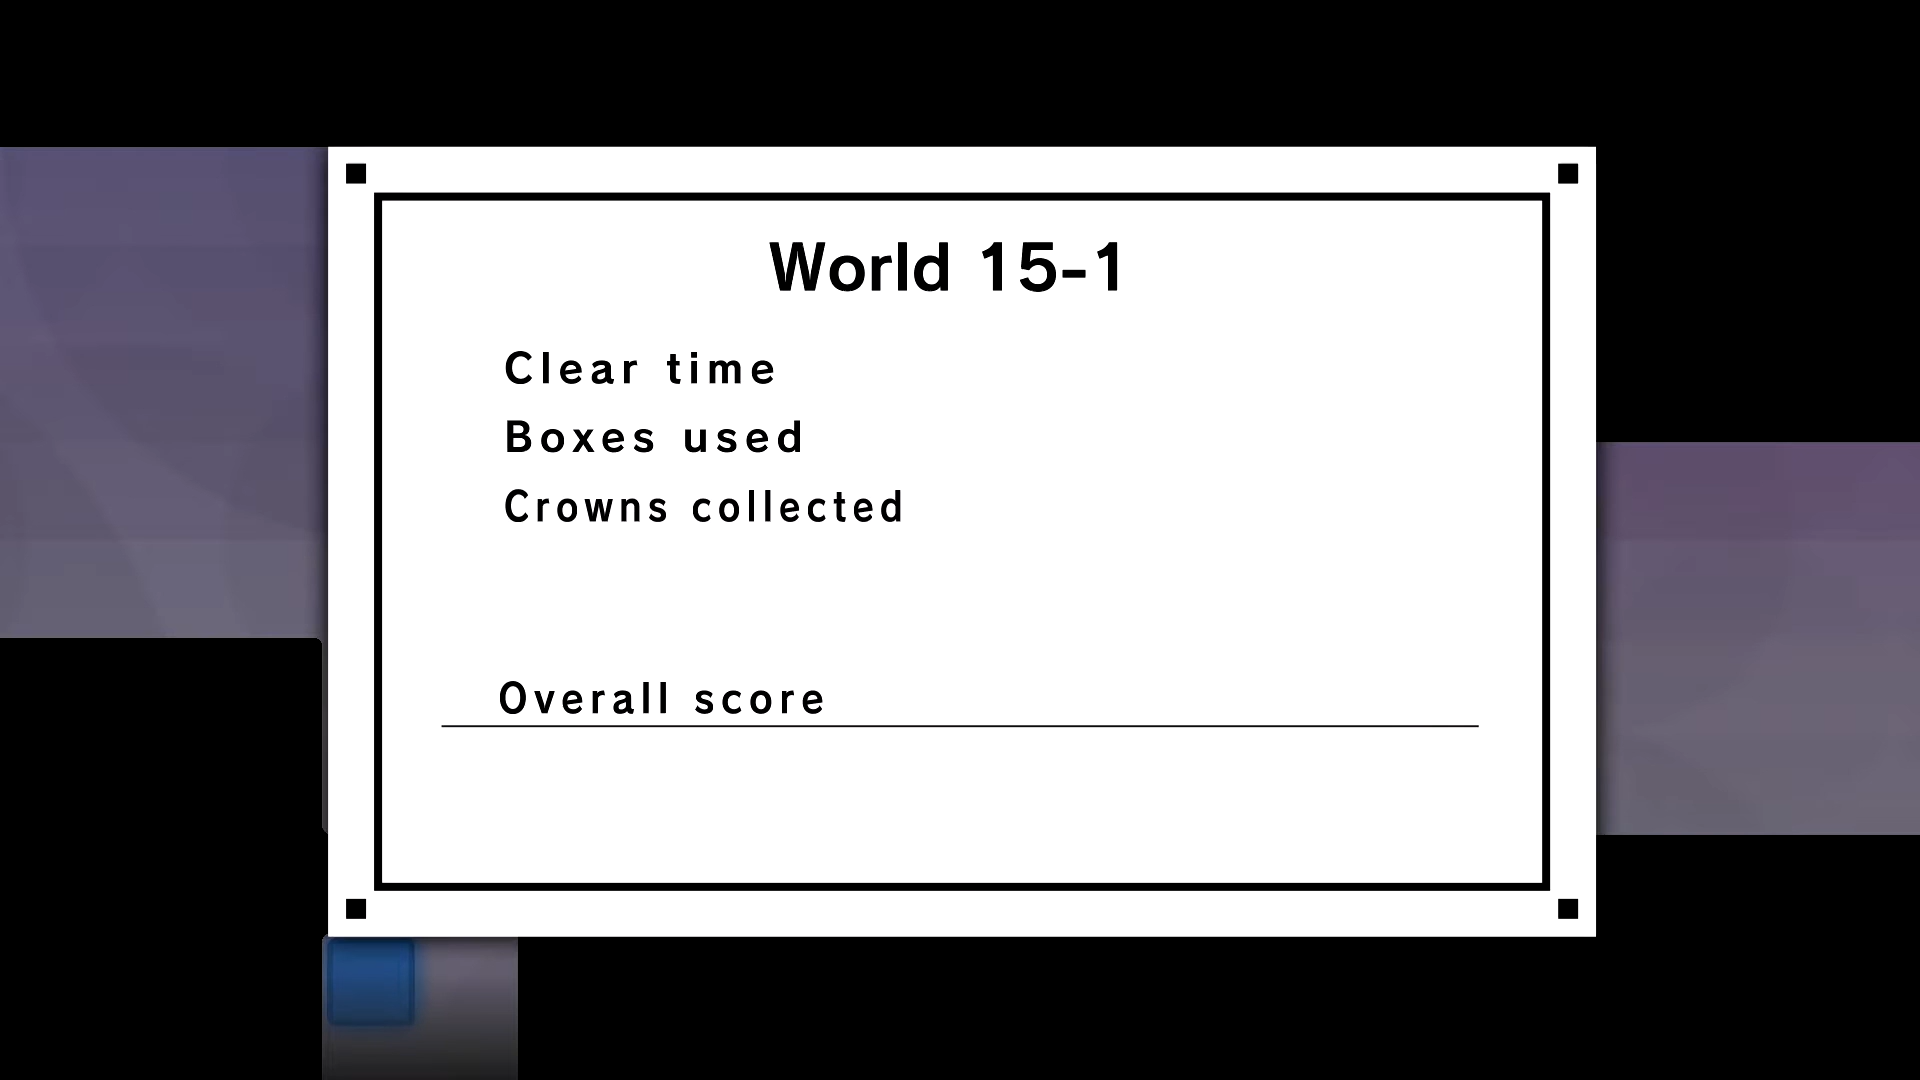 World 15-1
Clear time
Boxes used
Crowns collected
Overall score